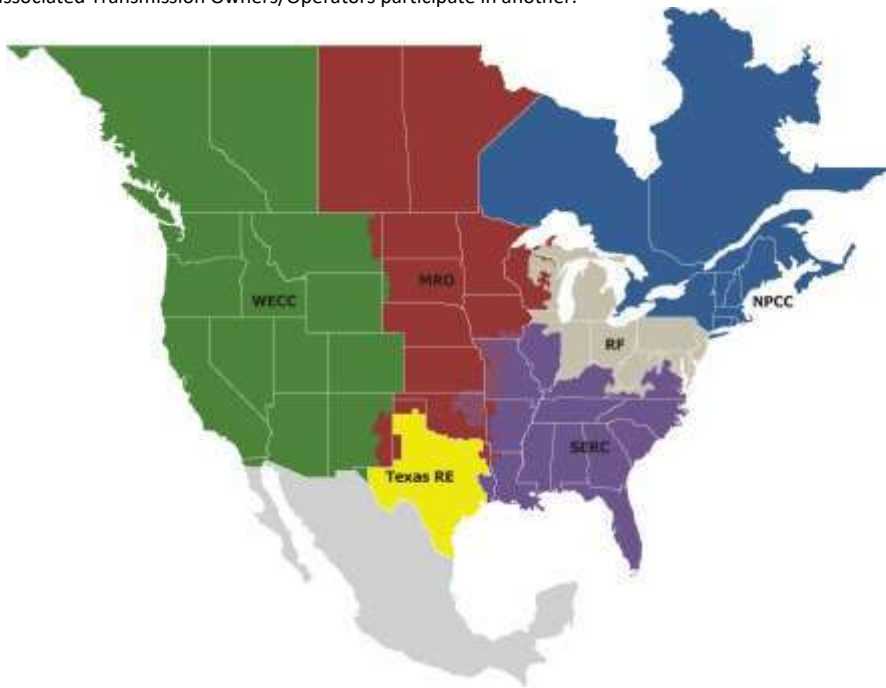 associated Transmission Owners/Operators participate in another.
MRO
WECC
NPCC
RF
SERC
Texas RE